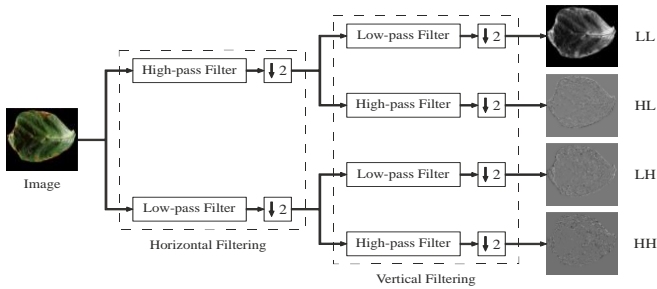 Low-pass Filter ↓ 2 LL
High-pass Filter ↓ 2
High-pass Filter ↓ 2 HL
Image
Low-pass Filter ↓ 2 LH
Low-pass Filter ↓ 2
High-pass Filter ↓ 2 HH
Horizontal Filtering
Vertical Filtering